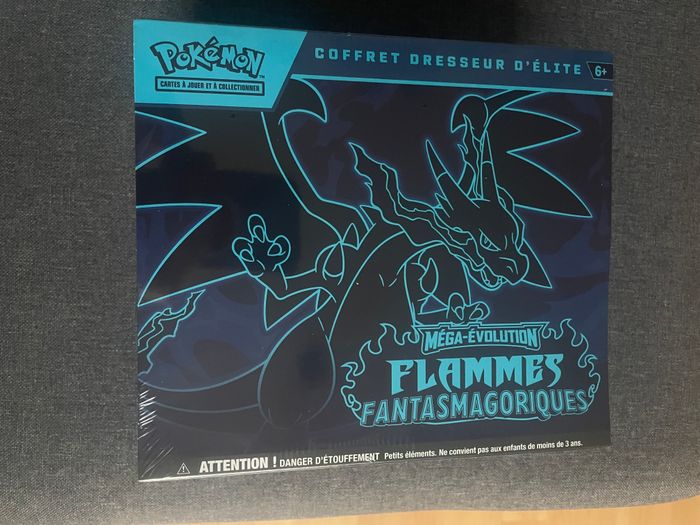 POKéMON
TM
CARTES À JOUER ET À COLLECTIONNER
COFFRET DRESSEUR D'ÉLITE
6+
MÉGA-ÉVOLUTION
FLAMMES
FANTASMAGORIQUES
ATTENTION ! DANGER D'ÉTOUFFEMENT Petits éléments. Ne convient pas aux enfants de moins de 3 ans.